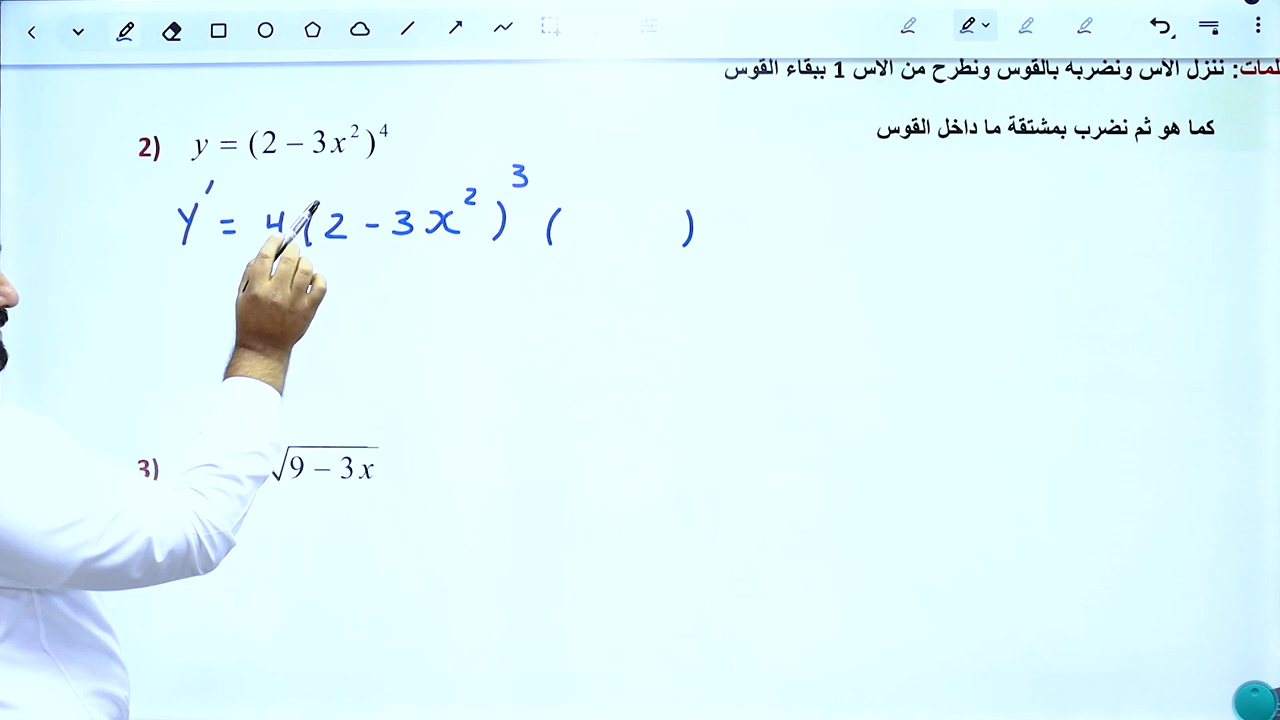 لمات: ننزل الاس ونضربه بالقوس ونطرح من الاس 1 ببقاء القوس
كما هو ثم نضرب بمشتقة ما داخل القوس
2) y = (2 − 3x²)⁴
y′ = 4(2 − 3x²)³ ( )
3) √9 − 3x